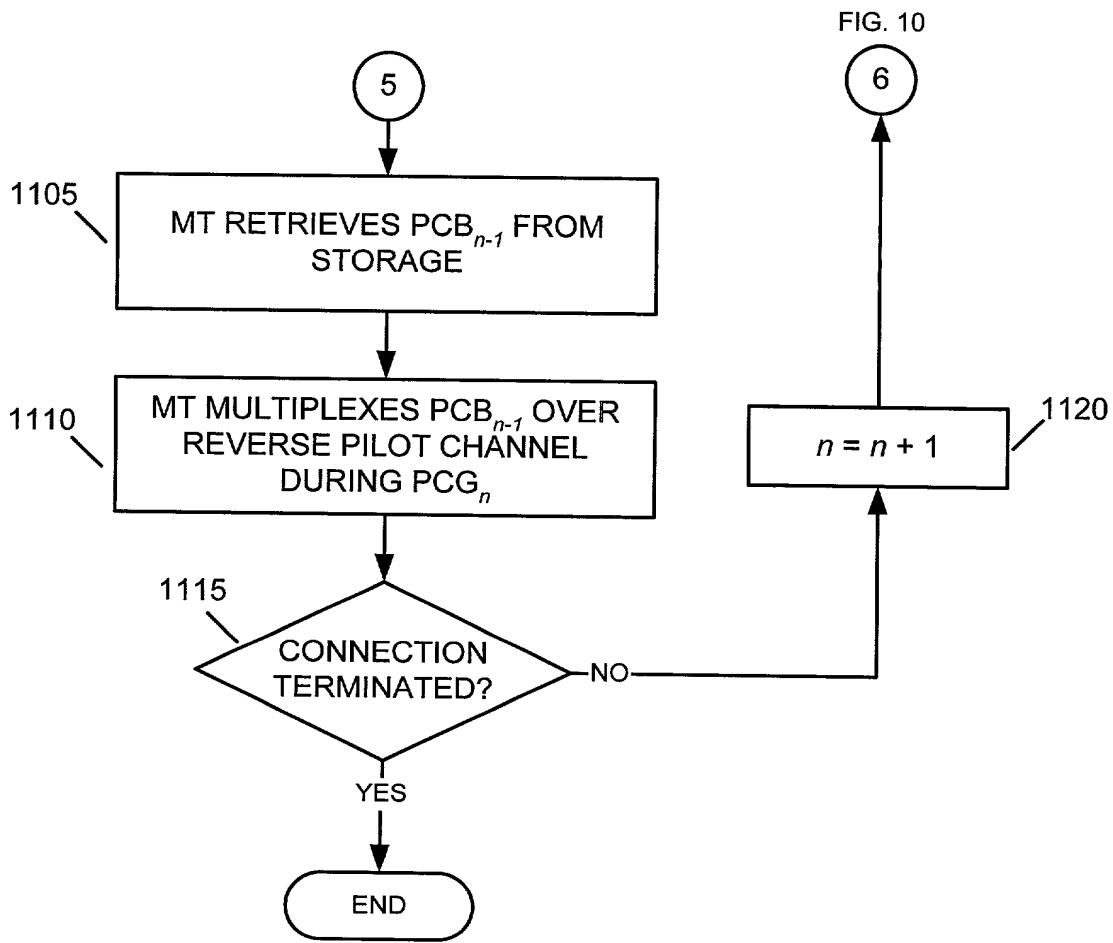 FIG. 10
5
6
1105
MT RETRIEVES PCBn-1 FROM
STORAGE
1110
MT MULTIPLEXES PCBn-1 OVER
REVERSE PILOT CHANNEL
DURING PCGn
1120
n = n + 1
1115
CONNECTION
TERMINATED?
NO
YES
END